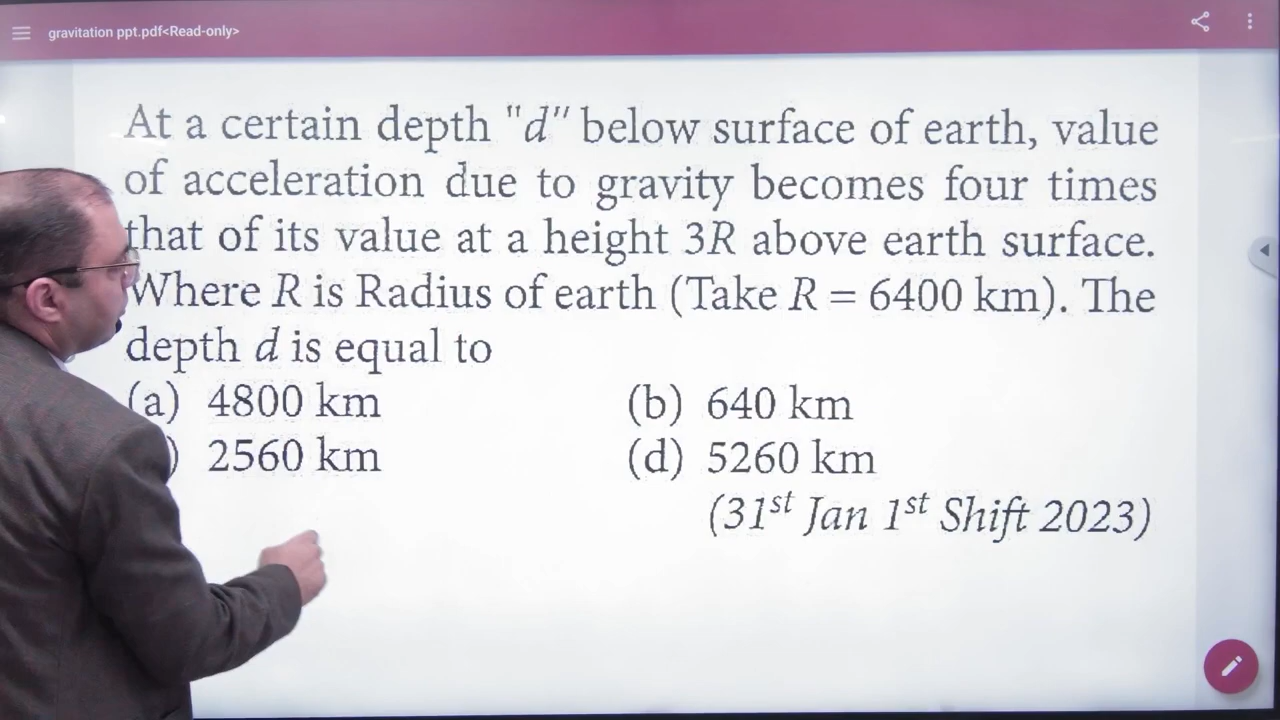 gravitation ppt.pdf<Read-only>
At a certain depth "d" below surface of earth, value
of acceleration due to gravity becomes four times
that of its value at a height 3R above earth surface.
Where R is Radius of earth (Take R = 6400 km). The
depth d is equal to
(a) 4800 km (b) 640 km
) 2560 km (d) 5260 km
(31st Jan 1st Shift 2023)